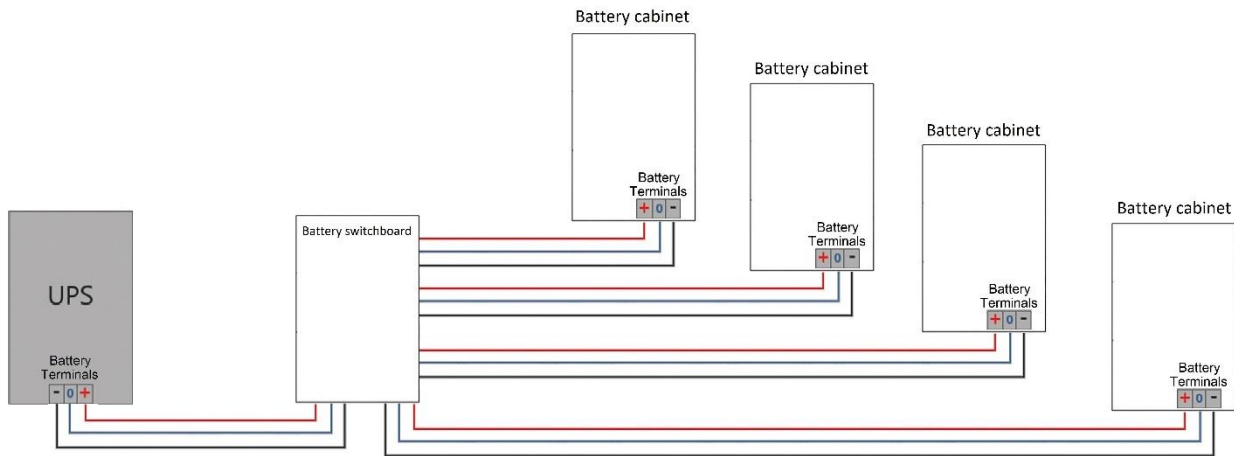 Battery cabinet
Battery
Terminals
+ 0 -
Battery cabinet
Battery
Terminals
+ 0 -
Battery cabinet
Battery
Terminals
+ 0 -
Battery cabinet
Battery
Terminals
+ 0 -
Battery switchboard
UPS
Battery
Terminals
- 0 +